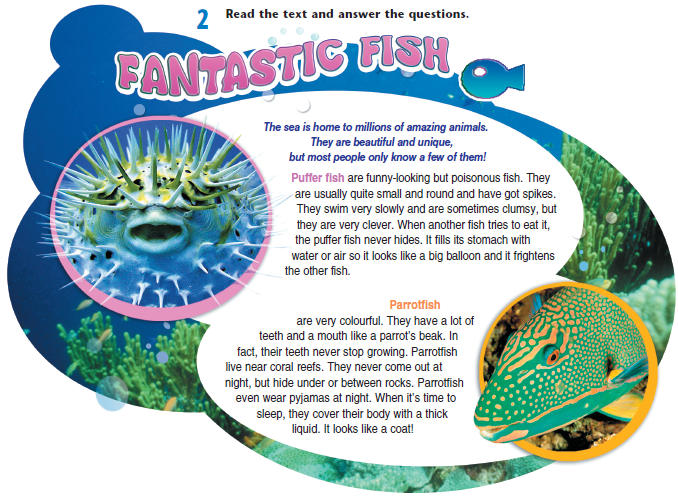 2 Read the text and answer the questions.
FANTASTIC FISH
The sea is home to millions of amazing animals.
They are beautiful and unique,
but most people only know a few of them!
Puffer fish are funny-looking but poisonous fish. They
are usually quite small and round and have got spikes.
They swim very slowly and are sometimes clumsy, but
they are very clever. When another fish tries to eat it,
the puffer fish never hides. It fills its stomach with
water or air so it looks like a big balloon and it frightens
the other fish.
Parrotfish
are very colourful. They have a lot of
teeth and a mouth like a parrot's beak. In
fact, their teeth never stop growing. Parrotfish
live near coral reefs. They never come out at
night, but hide under or between rocks. Parrotfish
even wear pyjamas at night. When it's time to
sleep, they cover their body with a thick
liquid. It looks like a coat!